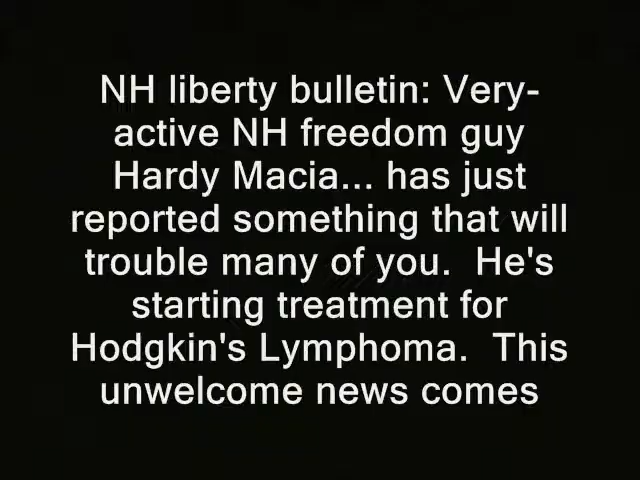 NH liberty bulletin: Very-
active NH freedom guy
Hardy Macia... has just
reported something that will
trouble many of you.  He's
starting treatment for
Hodgkin's Lymphoma.  This
unwelcome news comes